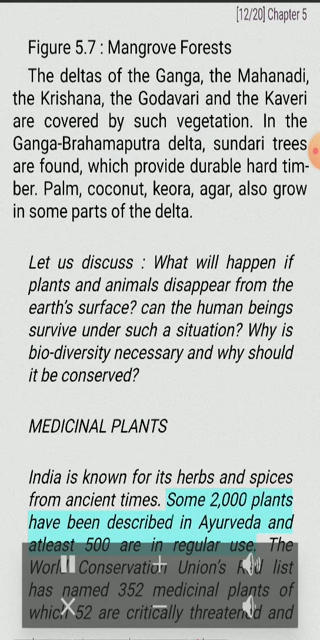 [12/20] Chapter 5
Figure 5.7 : Mangrove Forests
The deltas of the Ganga, the Mahanadi,
the Krishana, the Godavari and the Kaveri
are covered by such vegetation. In the
Ganga-Brahamaputra delta, sundari trees
are found, which provide durable hard tim-
ber. Palm, coconut, keora, agar, also grow
in some parts of the delta.
Let us discuss : What will happen if
plants and animals disappear from the
earth's surface? can the human beings
survive under such a situation? Why is
bio-diversity necessary and why should
it be conserved?
MEDICINAL PLANTS
India is known for its herbs and spices
from ancient times. Some 2,000 plants
have been described in Ayurveda and
atleast 500 are in regular use. The
World Conservation Union's Red list
has named 352 medicinal plants of
which 52 are critically threatened and